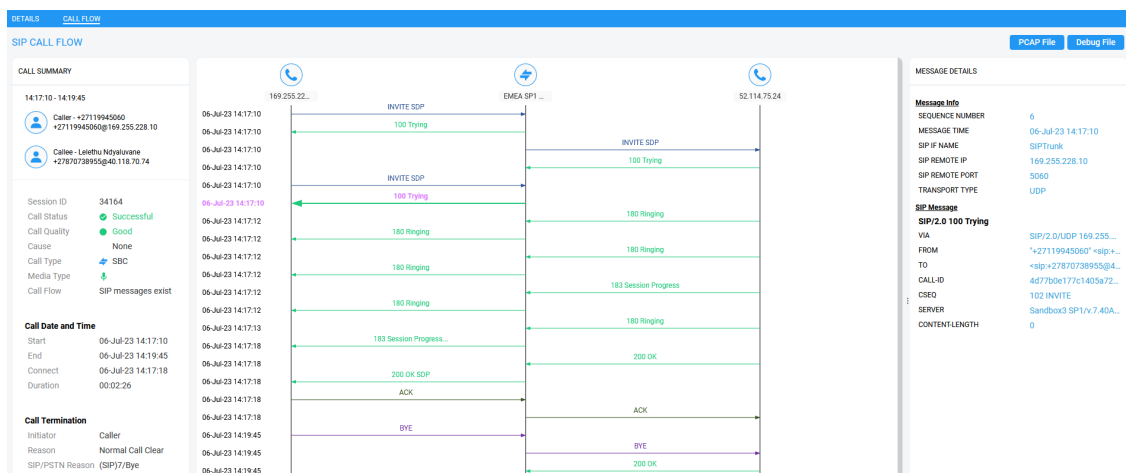 DETAILS CALL FLOW
SIP CALL FLOW
PCAP File Debug File
CALL SUMMARY
14:17:10 - 14:19:45
Caller - +27119945060
+27119945060@169.255.228.10
Callee - Lelethu Ndyaluvane
+27870738955@40.118.70.74
Session ID 34164
Call Status Successful
Call Quality Good
Cause None
Call Type SBC
Media Type
Call Flow SIP messages exist
Call Date and Time
Start 06-Jul-23 14:17:10
End 06-Jul-23 14:19:45
Connect 06-Jul-23 14:17:18
Duration 00:02:26
Call Termination
Initiator Caller
Reason Normal Call Clear
SIP/PSTN Reason (SIP)7/Bye
169.255.22... EMEA SP1 ... 52.114.75.24
06-Jul-23 14:17:10 INVITE SDP
06-Jul-23 14:17:10 100 Trying
06-Jul-23 14:17:10 INVITE SDP
06-Jul-23 14:17:10 100 Trying
06-Jul-23 14:17:10 INVITE SDP
06-Jul-23 14:17:10 100 Trying
06-Jul-23 14:17:12 180 Ringing
06-Jul-23 14:17:12 180 Ringing
06-Jul-23 14:17:12 180 Ringing
06-Jul-23 14:17:12 180 Ringing
06-Jul-23 14:17:12 183 Session Progress
06-Jul-23 14:17:12 180 Ringing
06-Jul-23 14:17:13 180 Ringing
06-Jul-23 14:17:18 183 Session Progress...
06-Jul-23 14:17:18 200 OK
06-Jul-23 14:17:18 200 OK SDP
06-Jul-23 14:17:18 ACK
06-Jul-23 14:17:18 ACK
06-Jul-23 14:19:45 BYE
06-Jul-23 14:19:45 BYE
06-Jul-23 14:19:45 200 OK
MESSAGE DETAILS
Message Info
SEQUENCE NUMBER 6
MESSAGE TIME 06-Jul-23 14:17:10
SIP IF NAME SIPTrunk
SIP REMOTE IP 169.255.228.10
SIP REMOTE PORT 5060
TRANSPORT TYPE UDP
SIP Message
SIP/2.0 100 Trying
VIA SIP/2.0/UDP 169.255....
FROM "+27119945060" <sip:+...
TO <sip:+27870738955@4...
CALL-ID 4d77b0e177c1405a72...
CSEQ 102 INVITE
SERVER Sandbox3 SP1/v.7.40A...
CONTENT-LENGTH 0